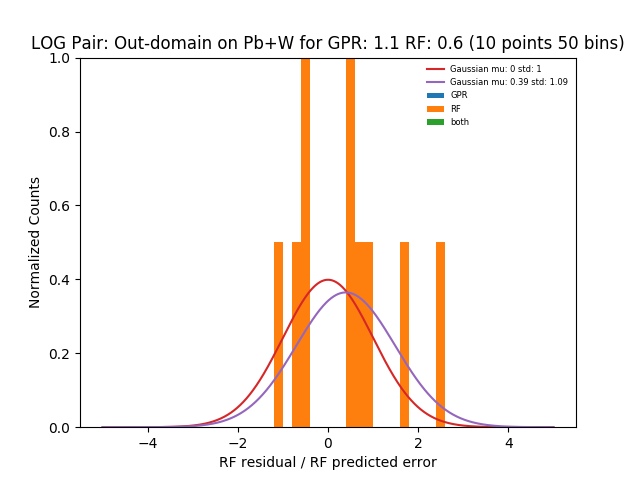 LOG Pair: Out-domain on Pb+W for GPR: 1.1 RF: 0.6 (10 points 50 bins)
Gaussian mu: 0 std: 1
Gaussian mu: 0.39 std: 1.09
GPR
RF
both
Normalized Counts
1.0
0.8
0.6
0.4
0.2
0.0
−4 −2 0 2 4
RF residual / RF predicted error